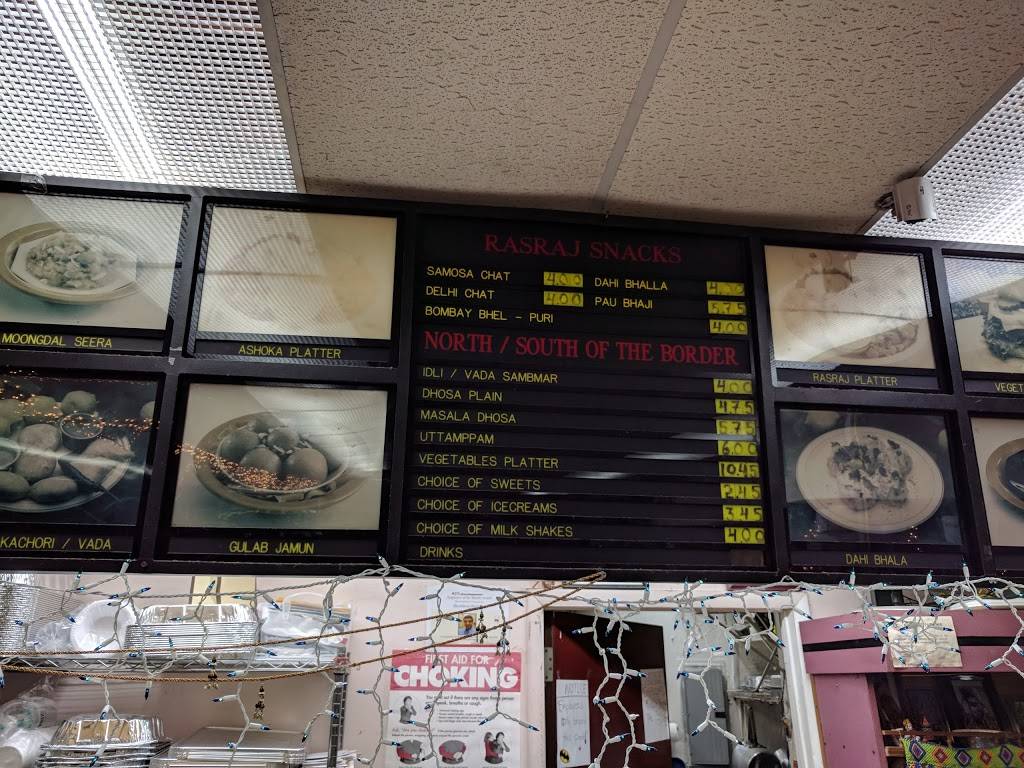 RASRAJ SNACKS
SAMOSA CHAT 4.00 DAHI BHALLA
DELHI CHAT 4.00 PAU BHAJI 5.75
BOMBAY BHEL - PURI 4.00
NORTH / SOUTH OF THE BORDER
IDLI / VADA SAMBMAR 4.00
DHOSA PLAIN 4.75
MASALA DHOSA 5.75
UTTAMPPAM 6.00
VEGETABLES PLATTER 10.45
CHOICE OF SWEETS 2.45
CHOICE OF ICECREAMS 3.45
CHOICE OF MILK SHAKES 4.00
DRINKS
MOONGDAL SEERA
ASHOKA PLATTER
KACHORI / VADA
GULAB JAMUN
RASRAJ PLATTER
DAHI BHALA
FIRST AID FOR
CHOKING
NOTICE